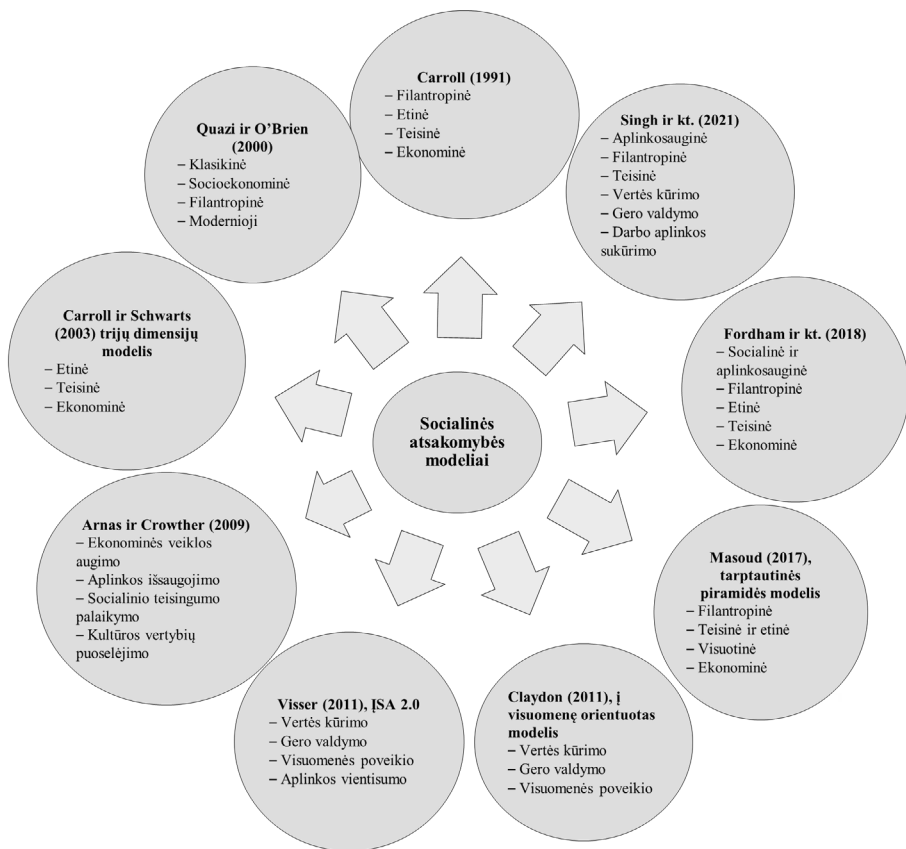 Carroll (1991)
– Filantropinė
– Etinė
– Teisinė
– Ekonominė
Singh ir kt. (2021)
– Aplinkosauginė
– Filantropinė
– Teisinė
– Vertės kūrimo
– Gero valdymo
– Darbo aplinkos
sukūrimo
Fordham ir kt. (2018)
– Socialinė ir
aplinkosauginė
– Filantropinė
– Etinė
– Teisinė
– Ekonominė
Masoud (2017),
tarptautinės
piramidės modelis
– Filantropinė
– Teisinė ir etinė
– Visuotinė
– Ekonominė
Claydon (2011), į
visuomenę orientuotas
modelis
– Vertės kūrimo
– Gero valdymo
– Visuomenės poveikio
Visser (2011), ĮSA 2.0
– Vertės kūrimo
– Gero valdymo
– Visuomenės poveikio
– Aplinkos vientisumo
Arnas ir Crowther (2009)
– Ekonominės veiklos
augimo
– Aplinkos išsaugojimo
– Socialinio teisingumo
palaikymo
– Kultūros vertybių
puoselėjimo
Carroll ir Schwarts
(2003) trijų dimensijų
modelis
– Etinė
– Teisinė
– Ekonominė
Quazi ir O’Brien
(2000)
– Klasikinė
– Socioekonominė
– Filantropinė
– Modernioji
Socialinės
atsakomybės
modeliai